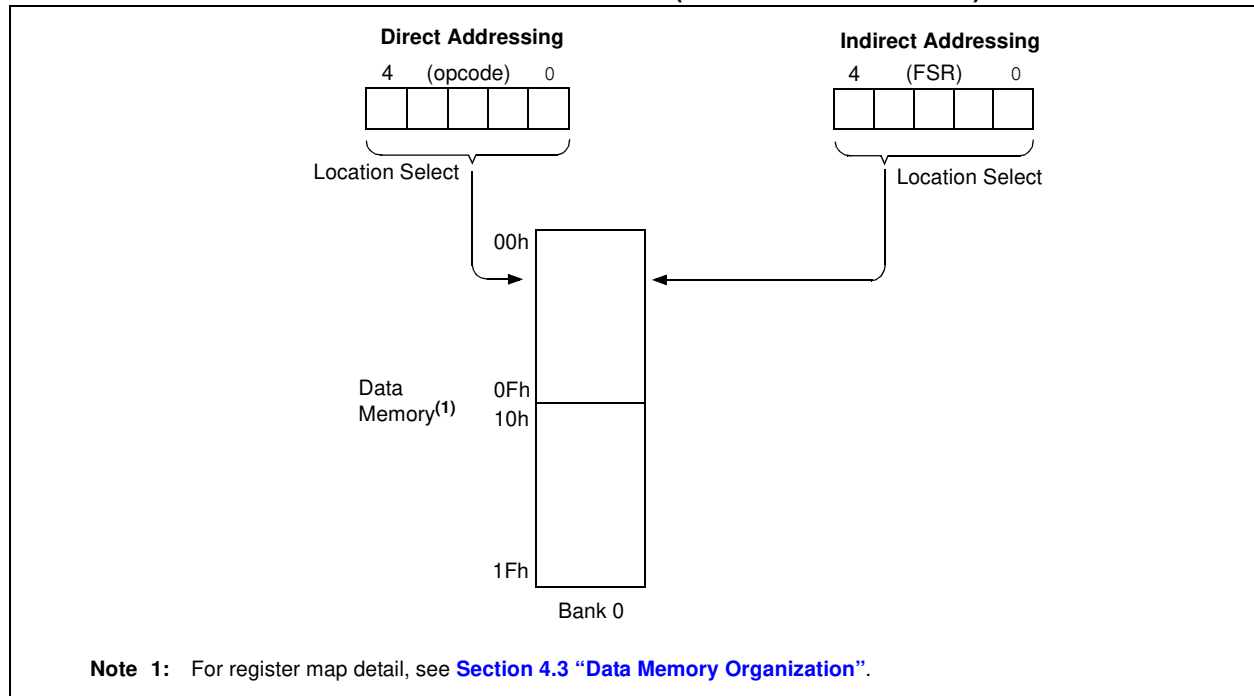 Direct Addressing
Indirect Addressing
4 (opcode) 0
4 (FSR) 0
Location Select
Location Select
00h
Data
Memory(1)
0Fh
10h
1Fh
Bank 0
Note 1: For register map detail, see Section 4.3 “Data Memory Organization”.